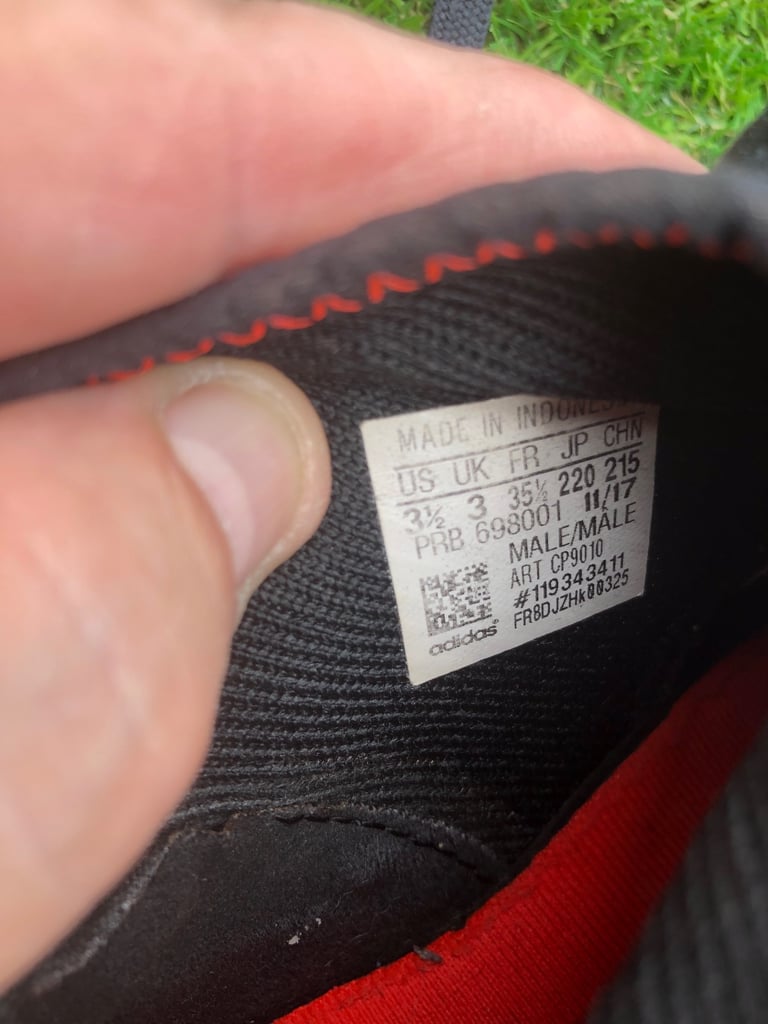 MADE IN INDONESIA
US UK FR JP CHN
3½ 3 35½ 220 215
PRB 698001 11/17
MALE/MÂLE
ART CP9010
#119343411
FR8DJZHk00325
adidas